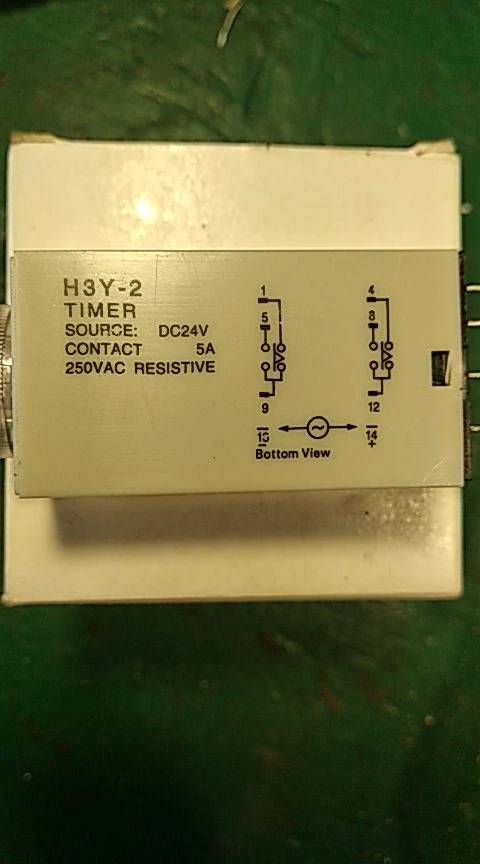 H3Y-2
TIMER
SOURCE: DC24V
CONTACT 5A
250VAC RESISTIVE
1 4
5 8
9 12
13 14
- +
Bottom View